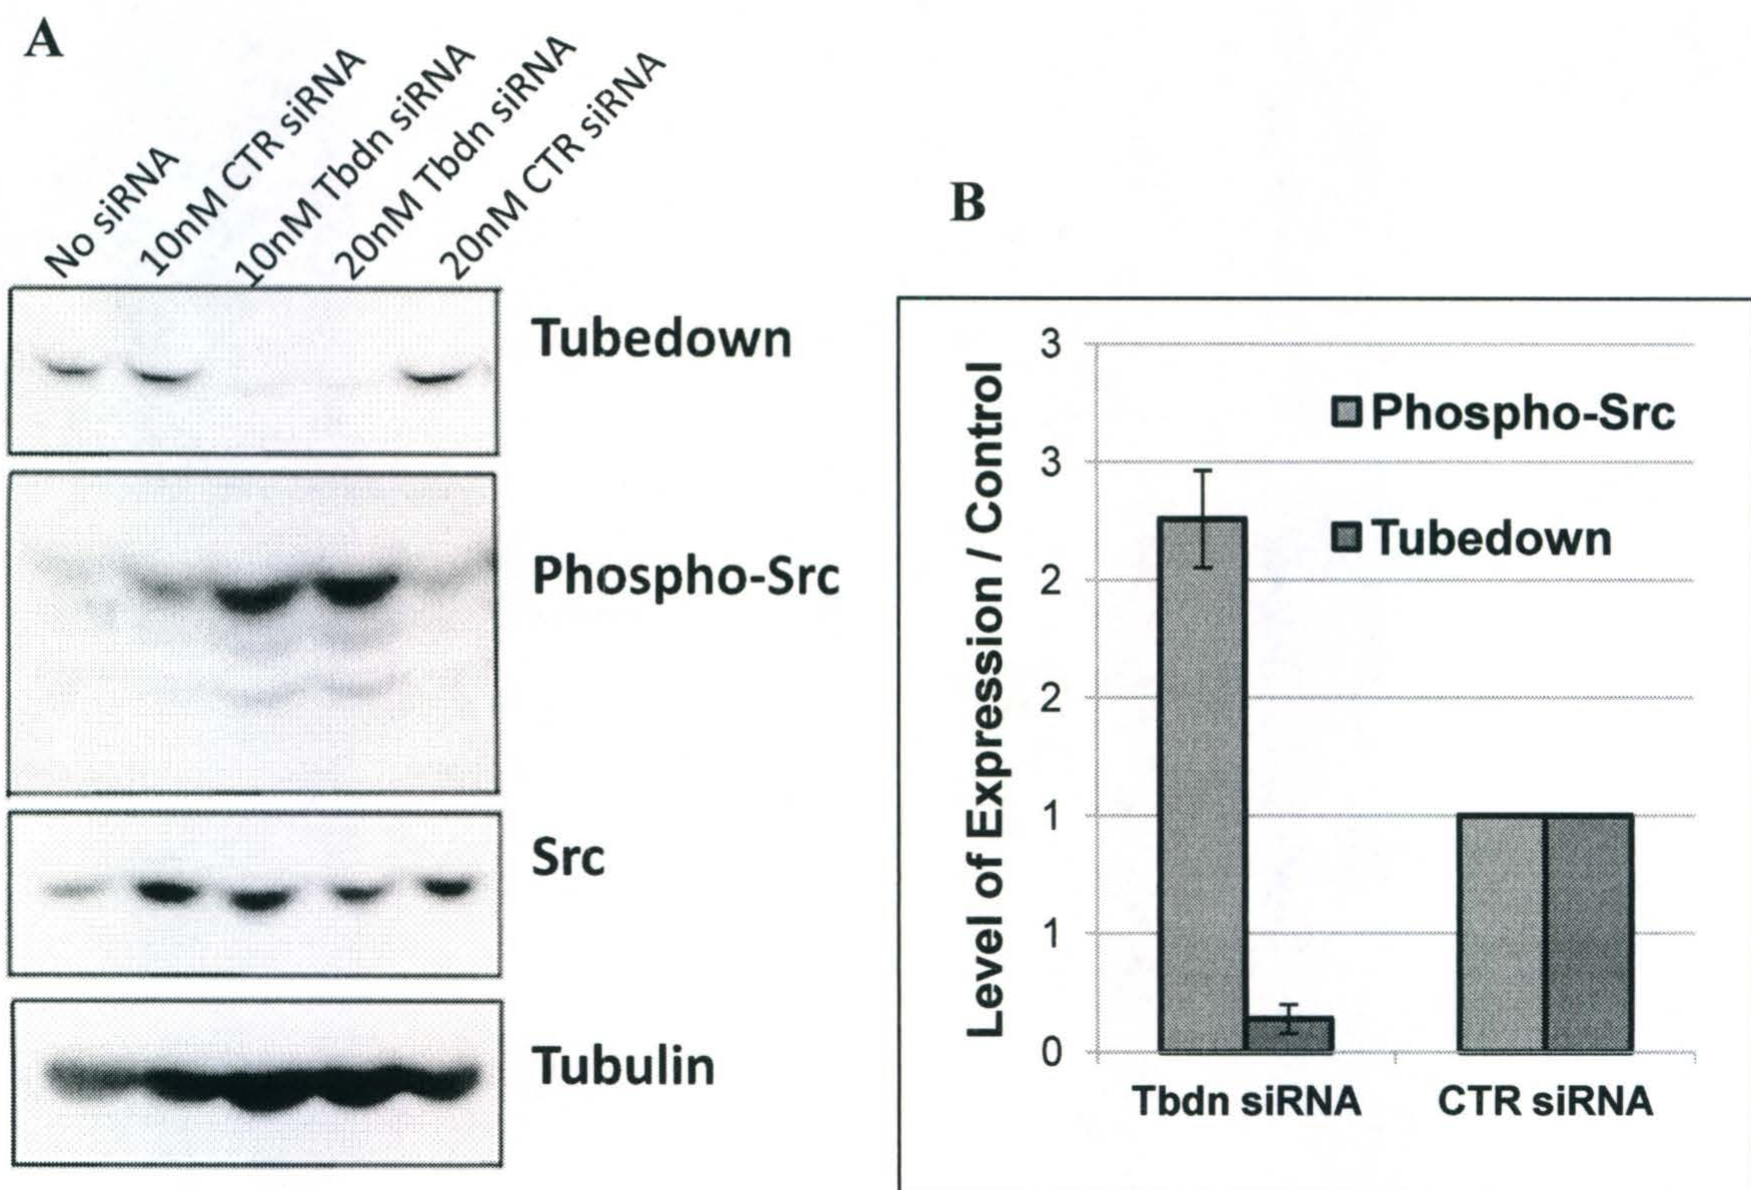 A
No siRNA
10nM CTR siRNA
10nM Tbdn siRNA
20nM Tbdn siRNA
20nM CTR siRNA
Tubedown
Phospho-Src
Src
Tubulin
B
Level of Expression / Control
3
3
2
2
1
1
0
Phospho-Src
Tubedown
Tbdn siRNA
CTR siRNA